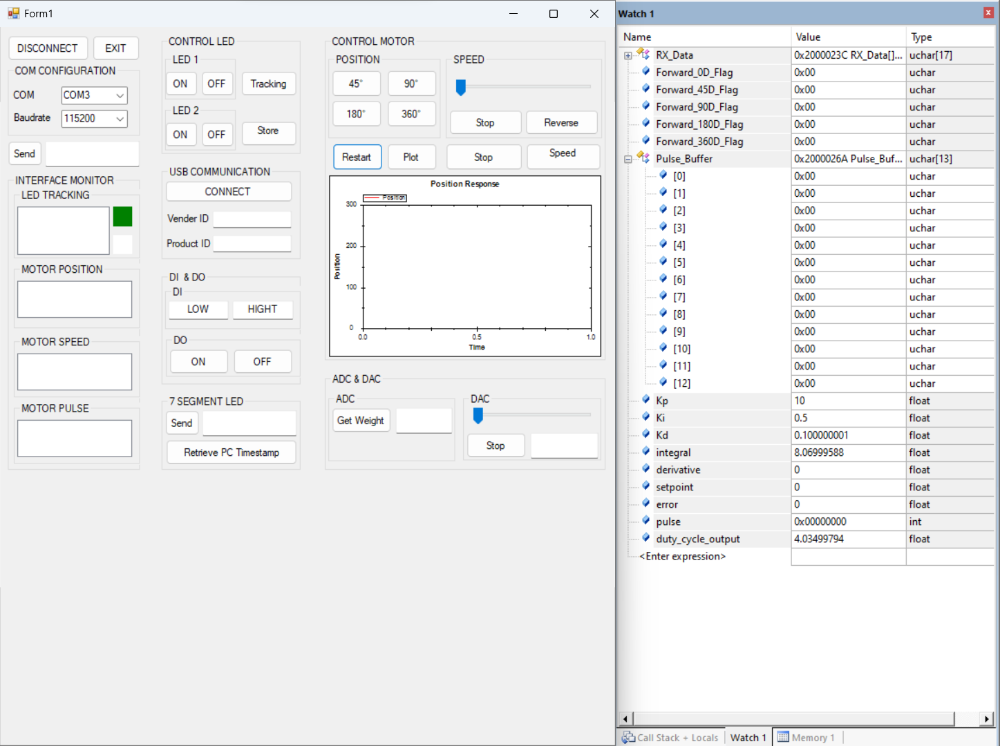 Form1
DISCONNECT
EXIT
COM CONFIGURATION
COM
COM3
Baudrate
115200
Send
INTERFACE MONITOR
LED TRACKING
MOTOR POSITION
MOTOR SPEED
MOTOR PULSE
CONTROL LED
LED 1
ON
OFF
Tracking
LED 2
ON
OFF
Store
USB COMMUNICATION
CONNECT
Vender ID
Product ID
DI & DO
DI
LOW
HIGHT
DO
ON
OFF
7 SEGMENT LED
Send
Retrieve PC Timestamp
CONTROL MOTOR
POSITION
45°
90°
180°
360°
SPEED
Stop
Reverse
Restart
Plot
Stop
Speed
Position Response
Position
300
200
100
0
Position
0.0
0.5
1.0
Time
ADC & DAC
ADC
Get Weight
DAC
Stop
Watch 1
Name Value Type
RX_Data 0x2000023C RX_Data[]... uchar[17]
Forward_0D_Flag 0x00 uchar
Forward_45D_Flag 0x00 uchar
Forward_90D_Flag 0x00 uchar
Forward_180D_Flag 0x00 uchar
Forward_360D_Flag 0x00 uchar
Pulse_Buffer 0x2000026A Pulse_Buf... uchar[13]
[0] 0x00 uchar
[1] 0x00 uchar
[2] 0x00 uchar
[3] 0x00 uchar
[4] 0x00 uchar
[5] 0x00 uchar
[6] 0x00 uchar
[7] 0x00 uchar
[8] 0x00 uchar
[9] 0x00 uchar
[10] 0x00 uchar
[11] 0x00 uchar
[12] 0x00 uchar
Kp 10 float
Ki 0.5 float
Kd 0.100000001 float
integral 8.06999588 float
derivative 0 float
setpoint 0 float
error 0 float
pulse 0x00000000 int
duty_cycle_output 4.03499794 float
<Enter expression>
Call Stack + Locals
Watch 1
Memory 1